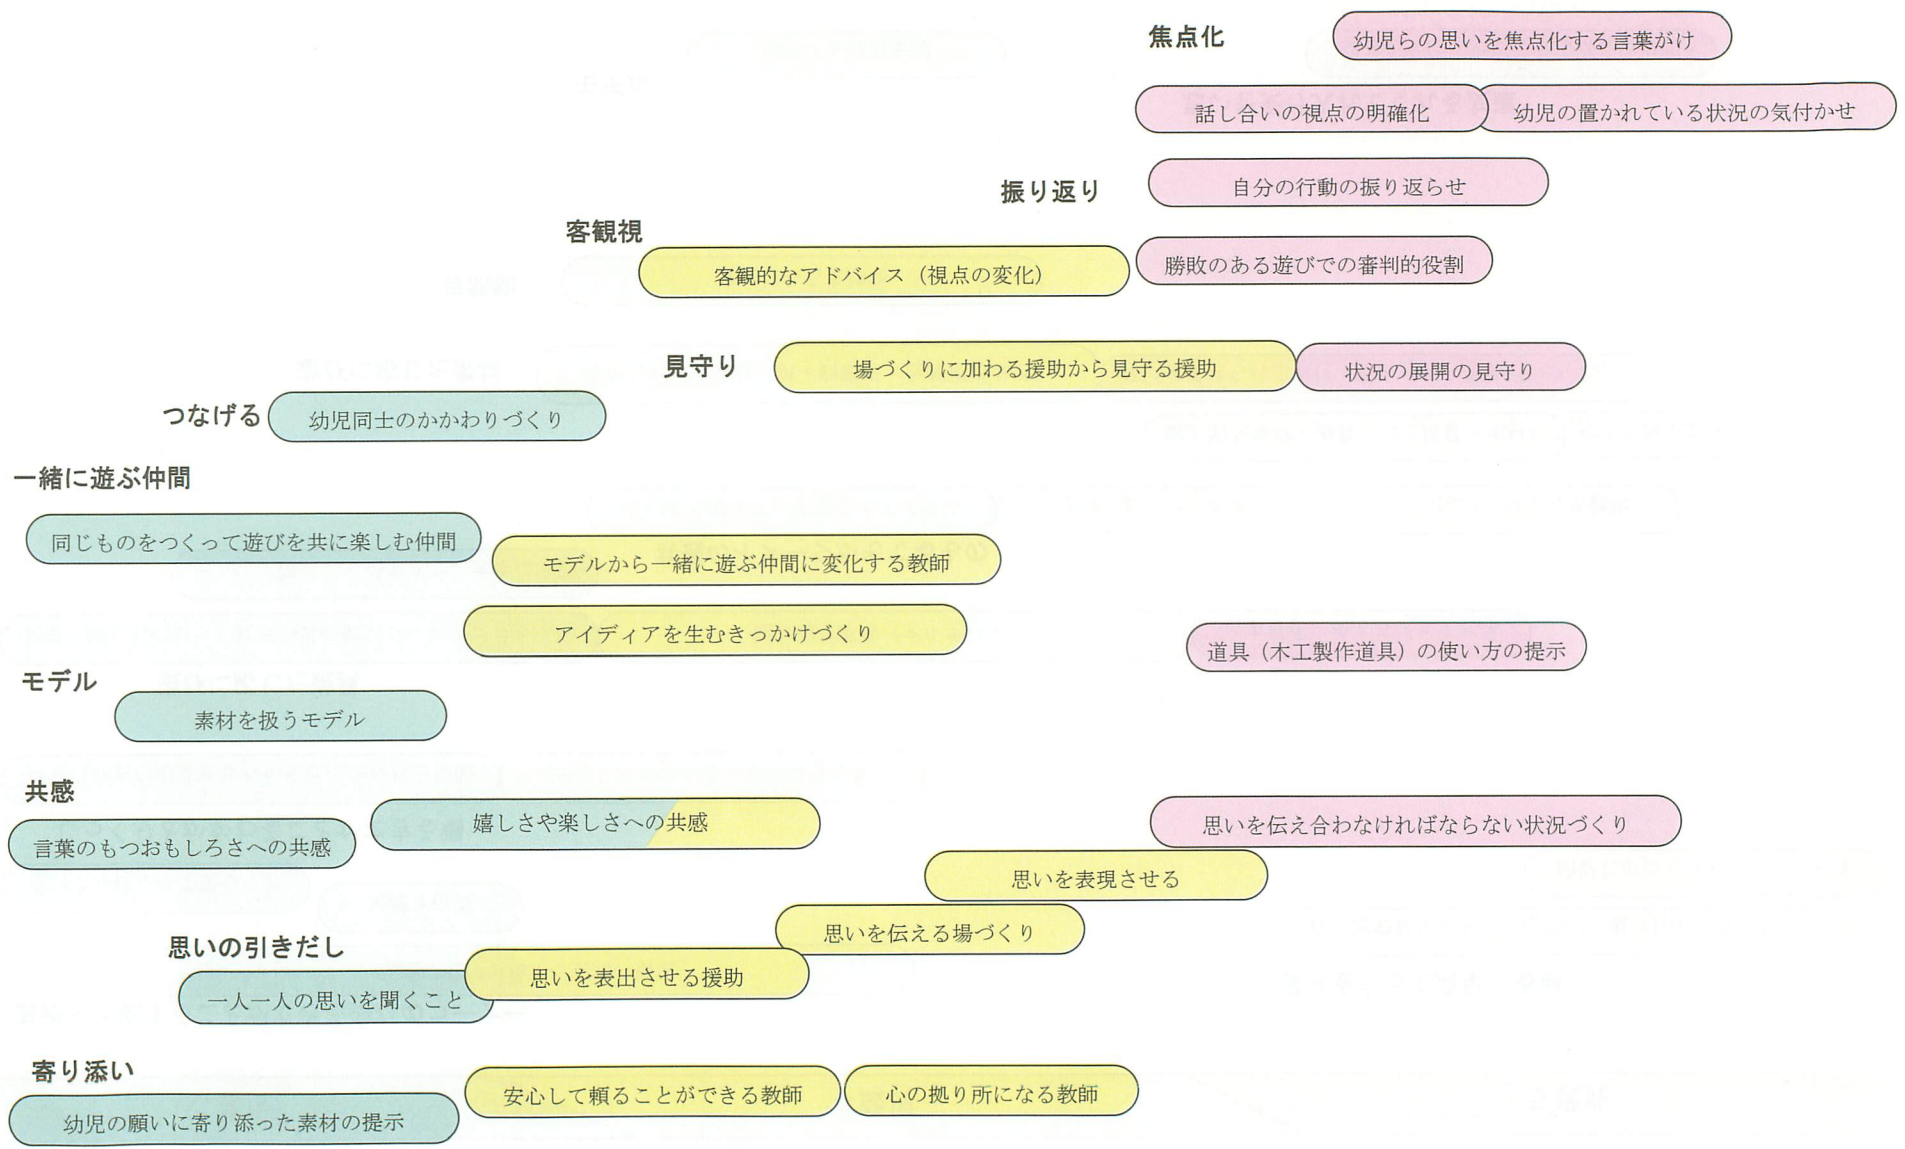 焦点化
幼児らの思いを焦点化する言葉がけ
話し合いの視点の明確化
幼児の置かれている状況の気付かせ
振り返り
自分の行動の振り返らせ
客観視
客観的なアドバイス（視点の変化）
勝敗のある遊びでの審判的役割
見守り
場づくりに加わる援助から見守る援助
状況の展開の見守り
つなげる
幼児同士のかかわりづくり
一緒に遊ぶ仲間
同じものをつくって遊びを共に楽しむ仲間
モデルから一緒に遊ぶ仲間に変化する教師
アイディアを生むきっかけづくり
道具（木工製作道具）の使い方の提示
モデル
素材を扱うモデル
共感
言葉のもつおもしろさへの共感
嬉しさや楽しさへの共感
思いを伝え合わなければならない状況づくり
思いを表現させる
思いを伝える場づくり
思いの引きだし
一人一人の思いを聞くこと
思いを表出させる援助
寄り添い
幼児の願いに寄り添った素材の提示
安心して頼ることができる教師
心の拠り所になる教師